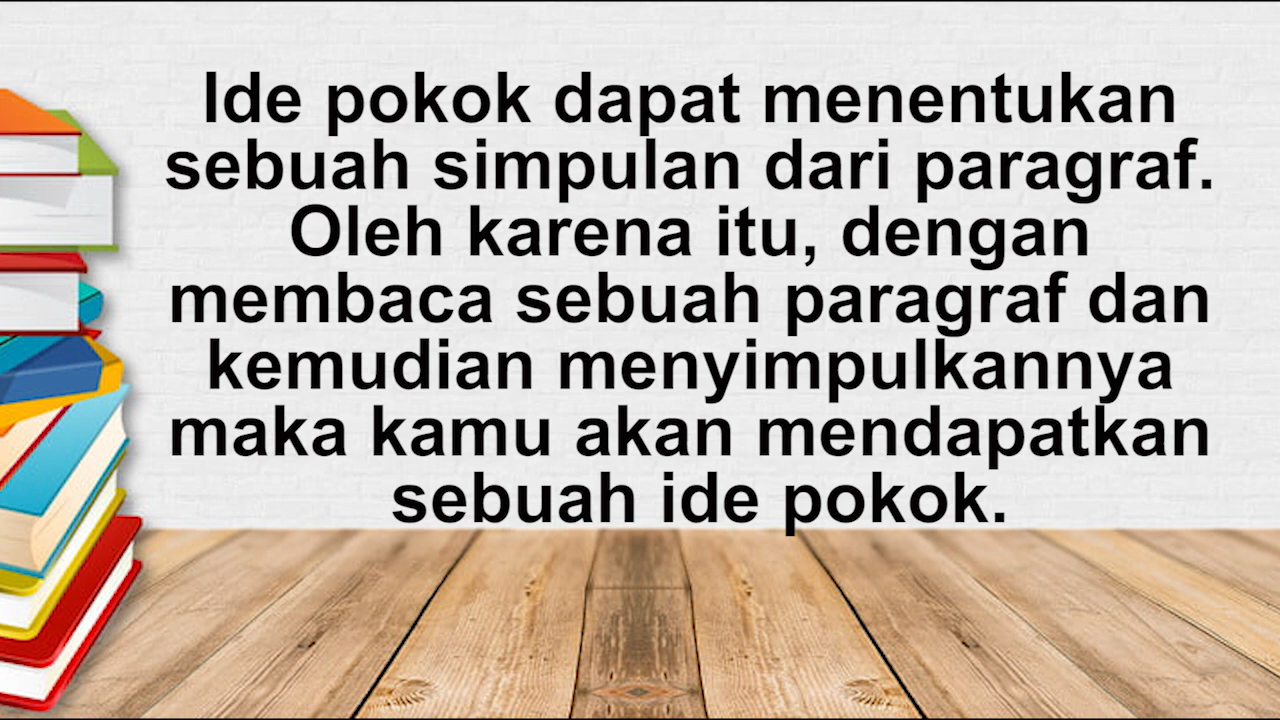 Ide pokok dapat menentukan
sebuah simpulan dari paragraf.
Oleh karena itu, dengan
membaca sebuah paragraf dan
kemudian menyimpulkannya
maka kamu akan mendapatkan
sebuah ide pokok.